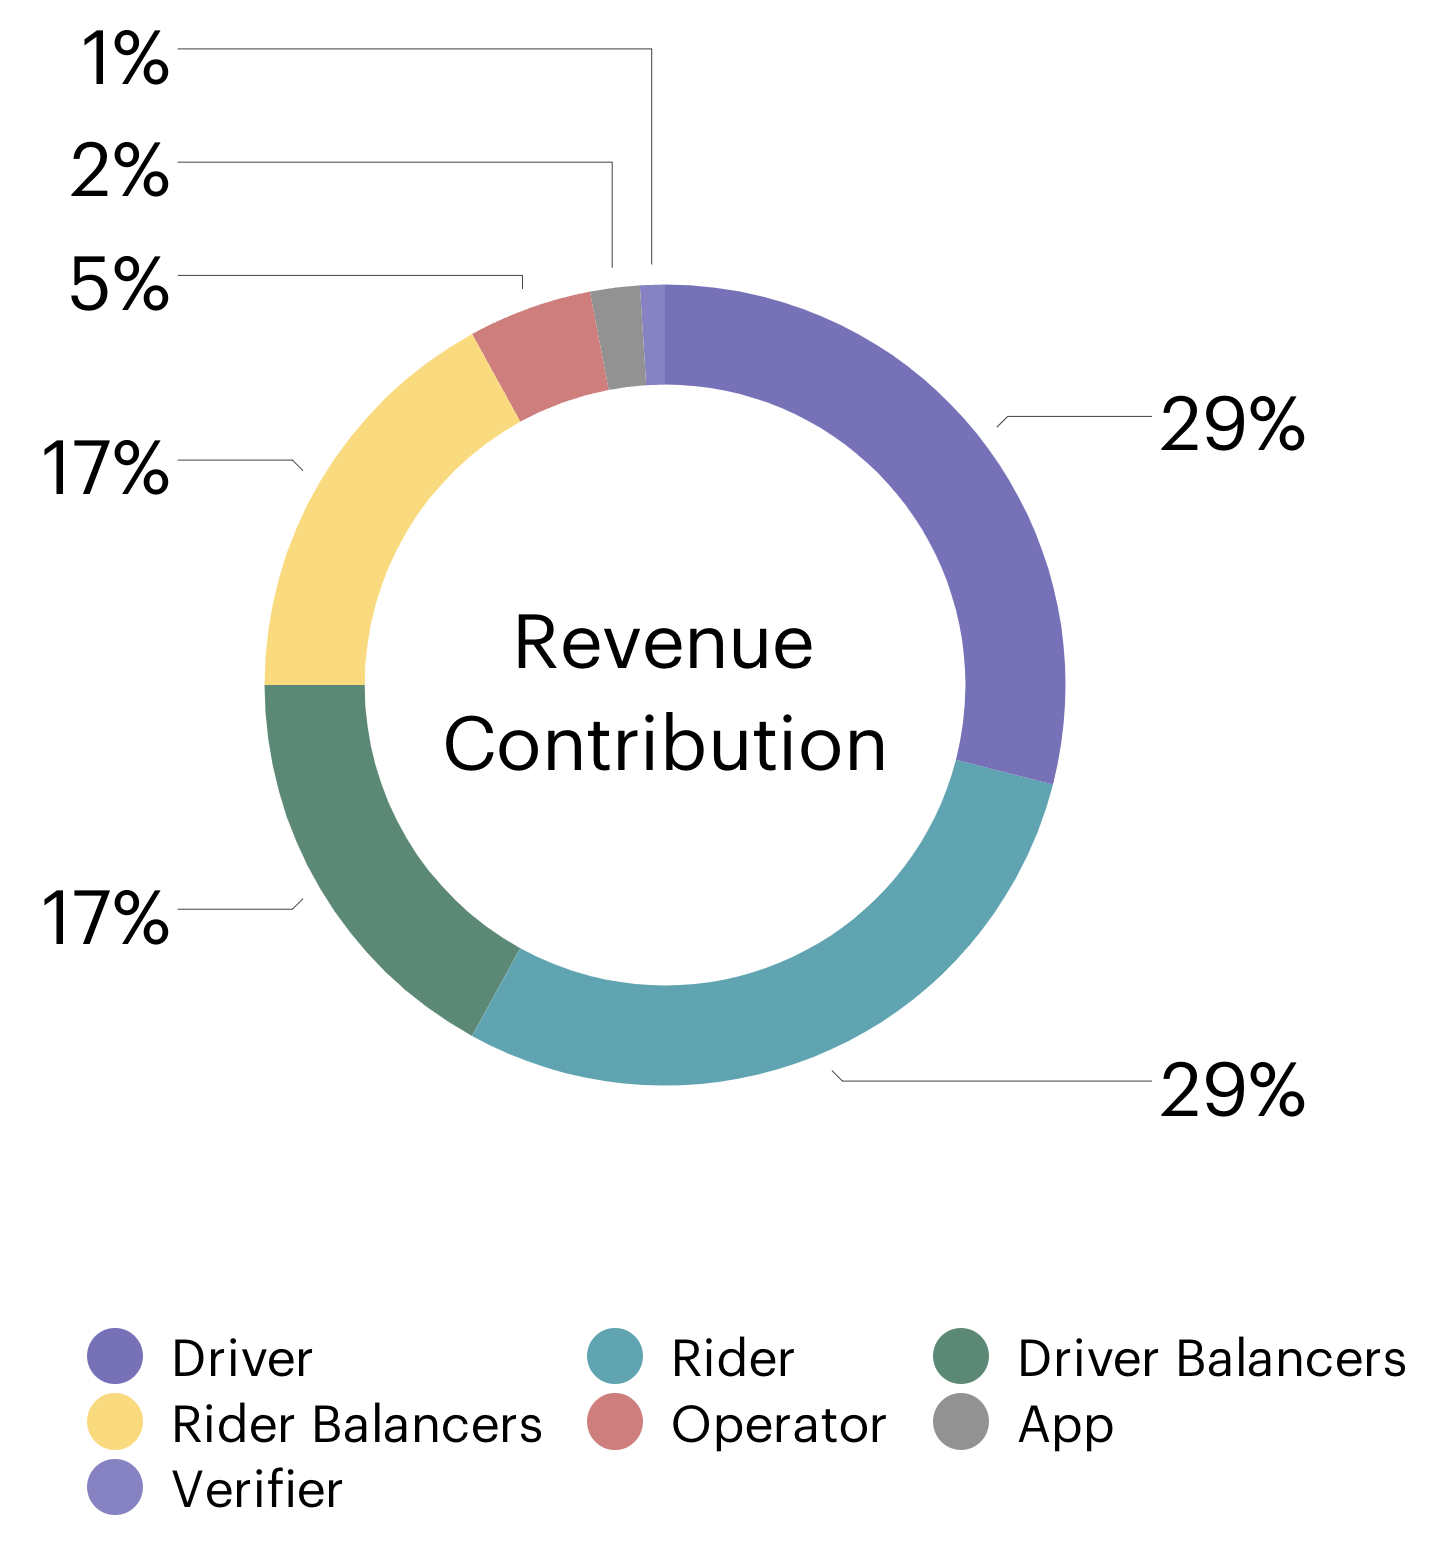 1%
2%
5%
17%
29%
Revenue
Contribution
17%
29%
Driver
Rider
Driver Balancers
Rider Balancers
Operator
App
Verifier